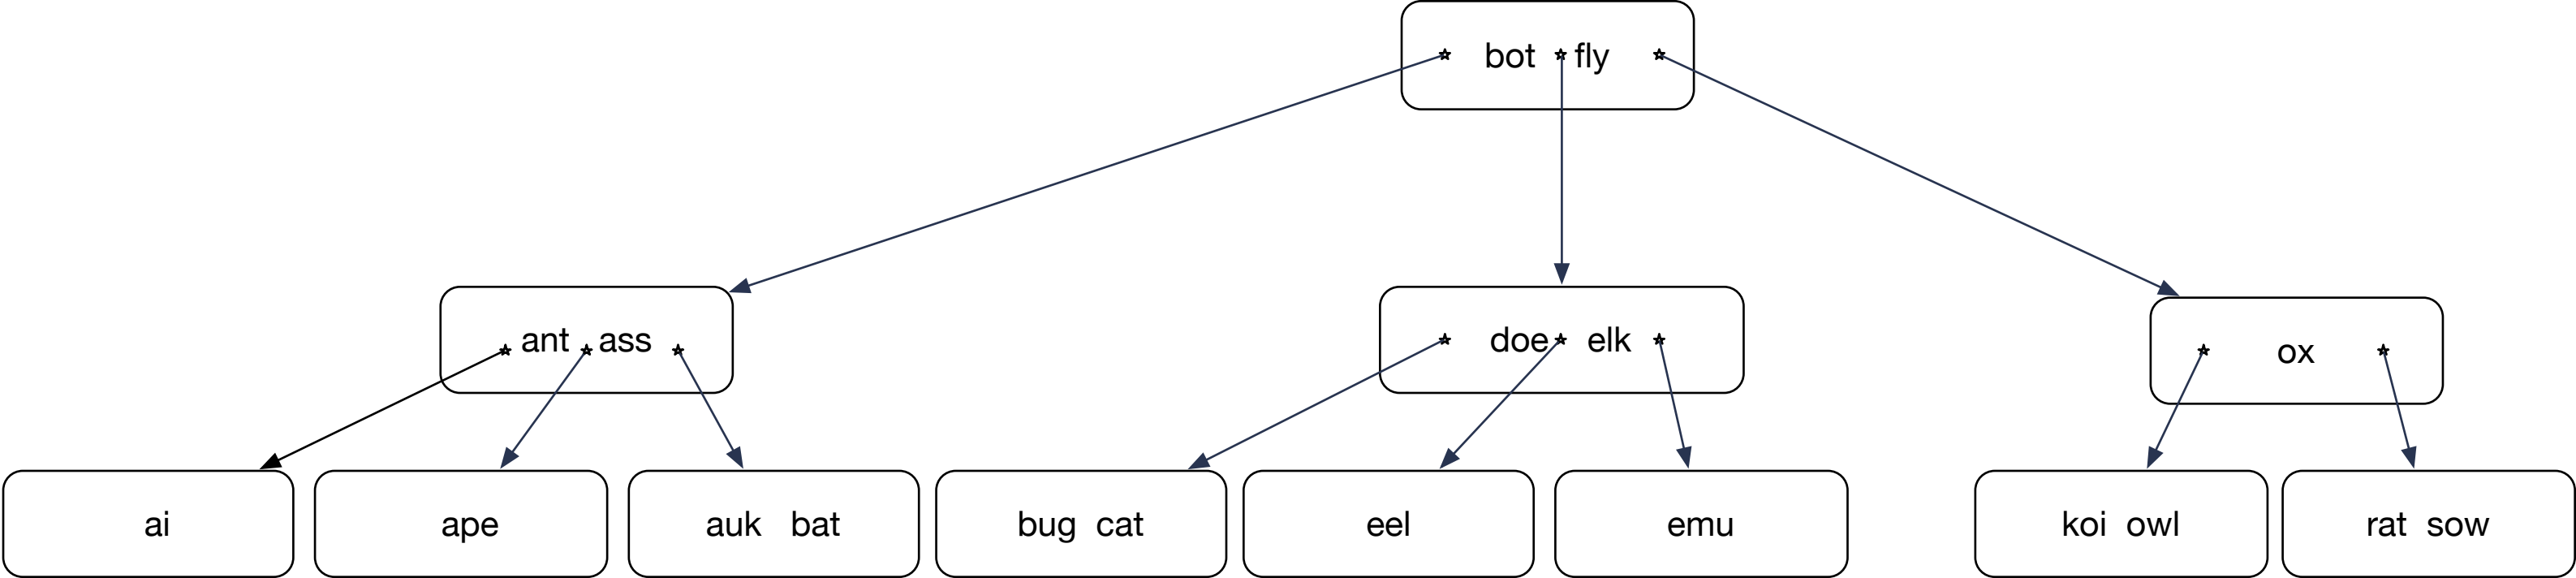 bot fly
ant ass
doe elk
ox
ai
ape
auk bat
bug cat
eel
emu
koi owl
rat sow